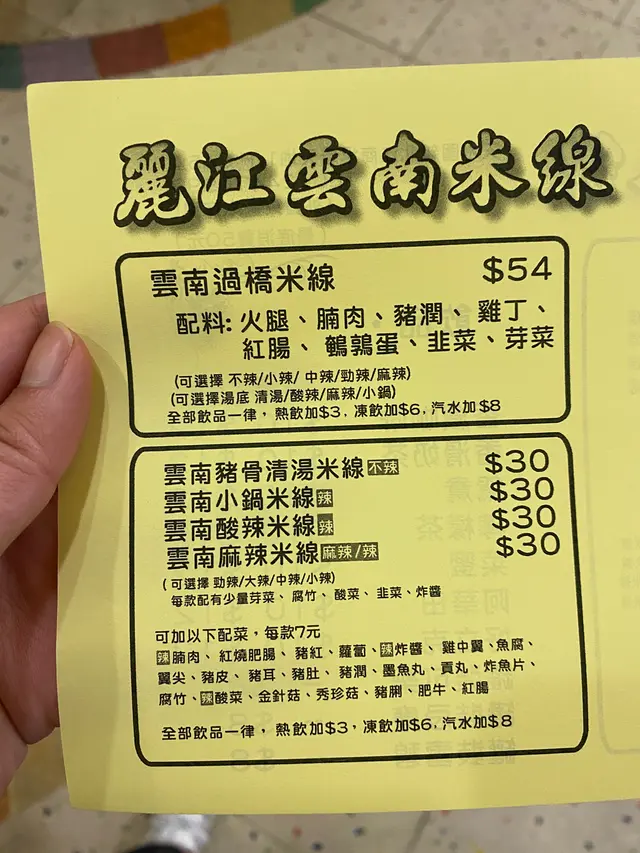 麗江雲南米線
雲南過橋米線 $54
配料: 火腿、腩肉、豬潤、雞丁、
紅腸、鵪鶉蛋、韭菜、芽菜
(可選擇 不辣/小辣/中辣/勁辣/麻辣)
(可選擇湯底 清湯/酸辣/麻辣/小鍋)
全部飲品一律，熱飲加$3，凍飲加$6，汽水加$8
雲南豬骨清湯米線 不辣 $30
雲南小鍋米線 辣 $30
雲南酸辣米線 辣 $30
雲南麻辣米線 麻辣/辣 $30
(可選擇 勁辣/大辣/中辣/小辣)
每款配有少量芽菜、腐竹、酸菜、韭菜、炸醬
可加以下配菜，每款7元
辣腩肉、紅燒肥腸、豬紅、蘿蔔、辣炸醬、雞中翼、魚腐、
翼尖、豬皮、豬耳、豬肚、豬潤、墨魚丸、貢丸、炸魚片、
腐竹、辣酸菜、金針菇、秀珍菇、豬脷、肥牛、紅腸
全部飲品一律，熱飲加$3，凍飲加$6，汽水加$8